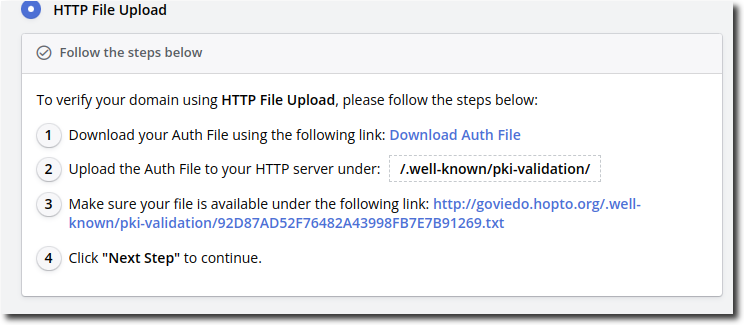 HTTP File Upload
Follow the steps below
To verify your domain using HTTP File Upload, please follow the steps below:
1 Download your Auth File using the following link: Download Auth File
2 Upload the Auth File to your HTTP server under: /.well-known/pki-validation/
3 Make sure your file is available under the following link: http://goviedo.hopto.org/.well-
known/pki-validation/92D87AD52F76482A43998FB7E7B91269.txt
4 Click "Next Step" to continue.